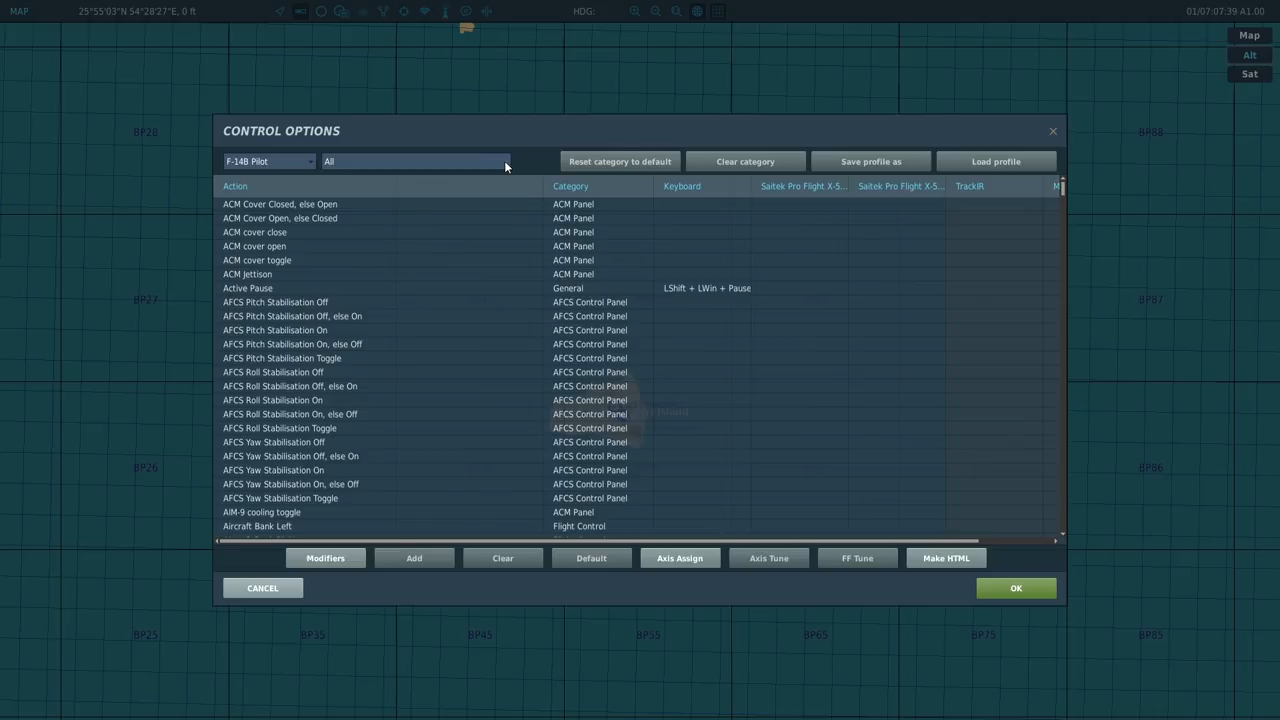 MAP 25°55'03"N 54°28'27"E, 0 ft HDG: 01/07:07:39 A1.00
Map
Alt
Sat
BP28 BP88
BP27 BP87
BP26 BP86
BP25 BP35 BP45 BP55 BP65 BP75 BP85
CONTROL OPTIONS
F-14B Pilot All Reset category to default Clear category Save profile as Load profile
Action Category Keyboard Saitek Pro Flight X-5... Saitek Pro Flight X-5... TrackIR M
ACM Cover Closed, else Open ACM Panel
ACM Cover Open, else Closed ACM Panel
ACM cover close ACM Panel
ACM cover open ACM Panel
ACM cover toggle ACM Panel
ACM Jettison ACM Panel
Active Pause General LShift + LWin + Pause
AFCS Pitch Stabilisation Off AFCS Control Panel
AFCS Pitch Stabilisation Off, else On AFCS Control Panel
AFCS Pitch Stabilisation On AFCS Control Panel
AFCS Pitch Stabilisation On, else Off AFCS Control Panel
AFCS Pitch Stabilisation Toggle AFCS Control Panel
AFCS Roll Stabilisation Off AFCS Control Panel
AFCS Roll Stabilisation Off, else On AFCS Control Panel
AFCS Roll Stabilisation On AFCS Control Panel
AFCS Roll Stabilisation On, else Off AFCS Control Panel
AFCS Roll Stabilisation Toggle AFCS Control Panel
AFCS Yaw Stabilisation Off AFCS Control Panel
AFCS Yaw Stabilisation Off, else On AFCS Control Panel
AFCS Yaw Stabilisation On AFCS Control Panel
AFCS Yaw Stabilisation On, else Off AFCS Control Panel
AFCS Yaw Stabilisation Toggle AFCS Control Panel
AIM-9 cooling toggle ACM Panel
Aircraft Bank Left Flight Control
Modifiers Add Clear Default Axis Assign Axis Tune FF Tune Make HTML
CANCEL OK